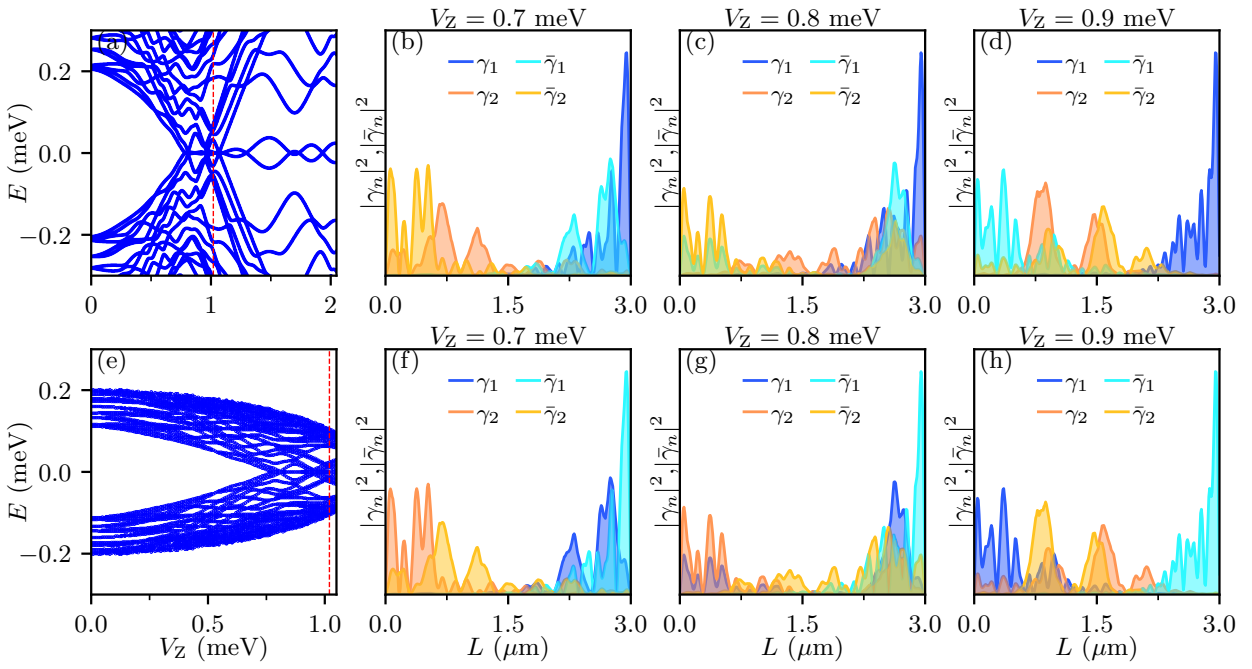 V_Z = 0.7 meV
V_Z = 0.8 meV
V_Z = 0.9 meV
(a)
E (meV)
0.2
0.0
−0.2
0
1
2
(b)
γ1
γ̄1
γ2
γ̄2
|γn|², |γ̄n|²
0.0
1.5
3.0
(c)
γ1
γ̄1
γ2
γ̄2
|γn|², |γ̄n|²
0.0
1.5
3.0
(d)
γ1
γ̄1
γ2
γ̄2
|γn|², |γ̄n|²
0.0
1.5
3.0
V_Z = 0.7 meV
V_Z = 0.8 meV
V_Z = 0.9 meV
(e)
E (meV)
0.2
0.0
−0.2
0.0
0.5
1.0
V_Z (meV)
(f)
γ1
γ̄1
γ2
γ̄2
|γn|², |γ̄n|²
0.0
1.5
3.0
L (μm)
(g)
γ1
γ̄1
γ2
γ̄2
|γn|², |γ̄n|²
0.0
1.5
3.0
L (μm)
(h)
γ1
γ̄1
γ2
γ̄2
|γn|², |γ̄n|²
0.0
1.5
3.0
L (μm)